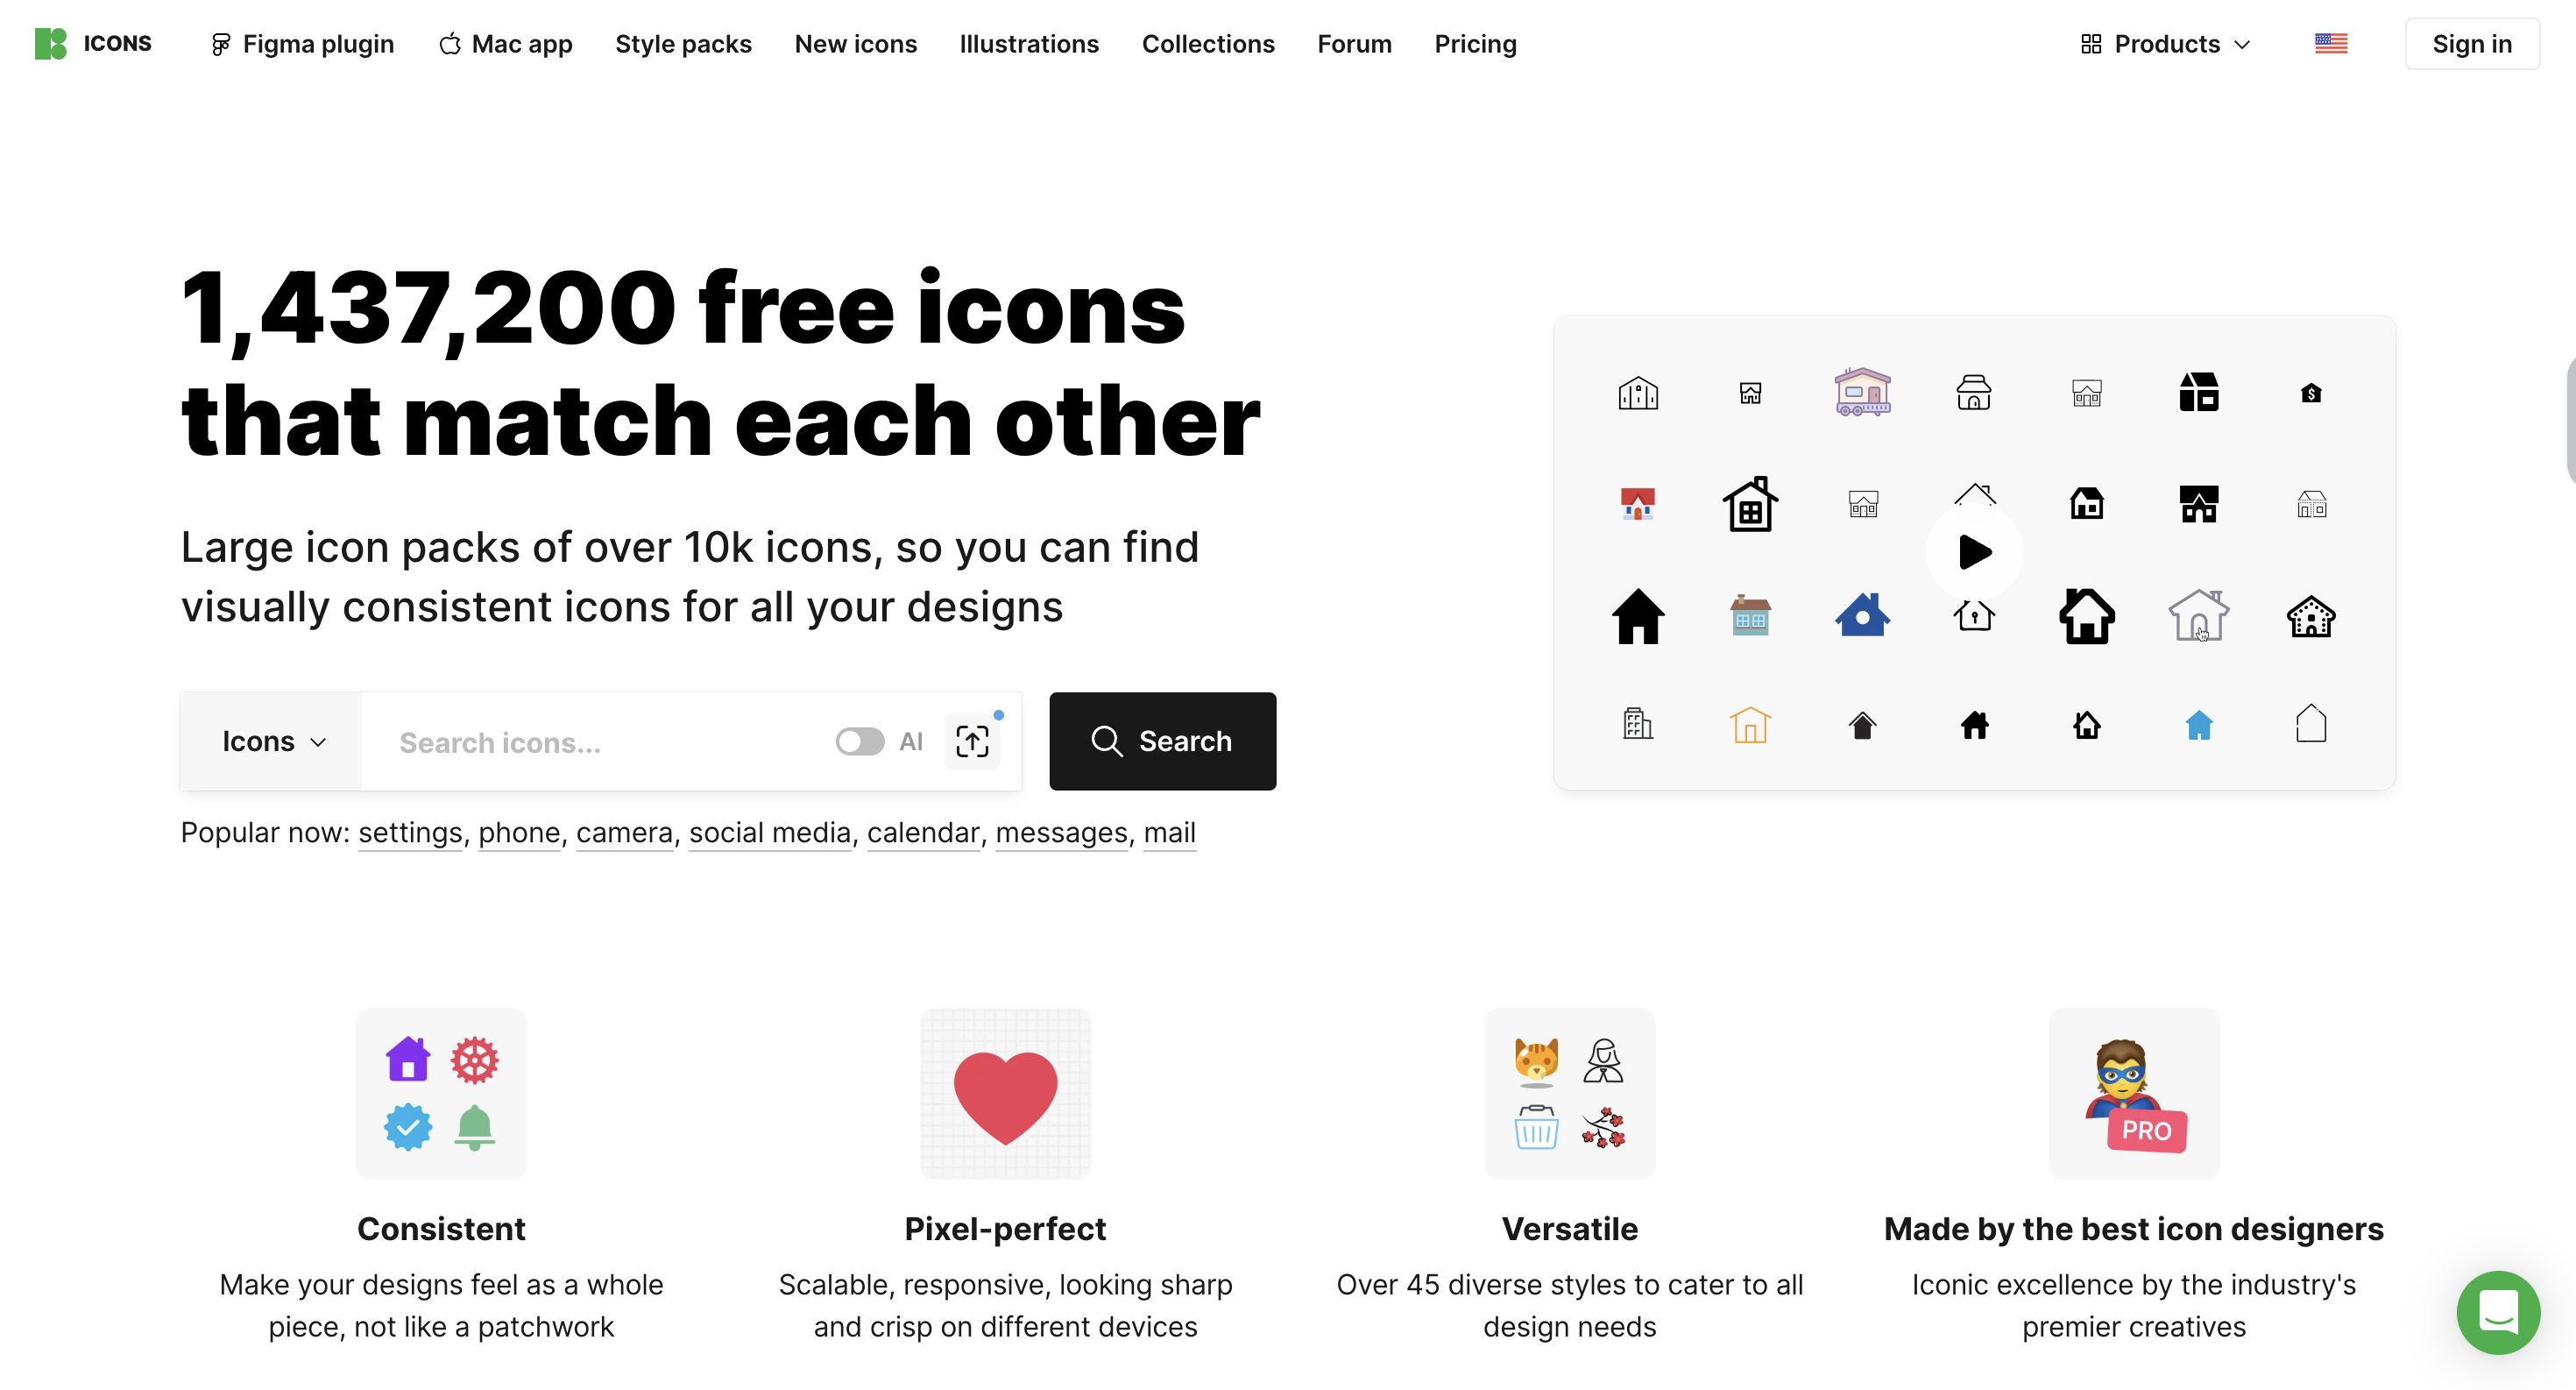 ICONS Figma plugin Mac app Style packs New icons Illustrations Collections Forum Pricing Products Sign in
1,437,200 free icons
that match each other
Large icon packs of over 10k icons, so you can find
visually consistent icons for all your designs
Icons Search icons... AI Search
Popular now: settings, phone, camera, social media, calendar, messages, mail
$
PRO
Consistent
Make your designs feel as a whole
piece, not like a patchwork
Pixel-perfect
Scalable, responsive, looking sharp
and crisp on different devices
Versatile
Over 45 diverse styles to cater to all
design needs
Made by the best icon designers
Iconic excellence by the industry's
premier creatives